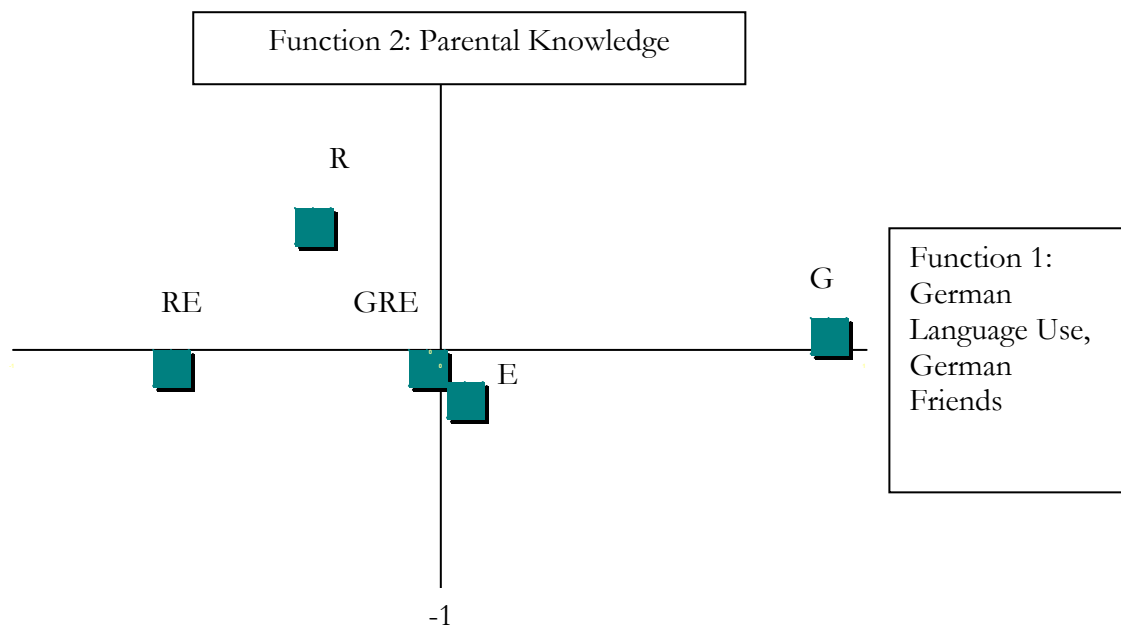 Function 2: Parental Knowledge
R
G
RE
GRE
E
Function 1:
German
Language Use,
German
Friends
-1